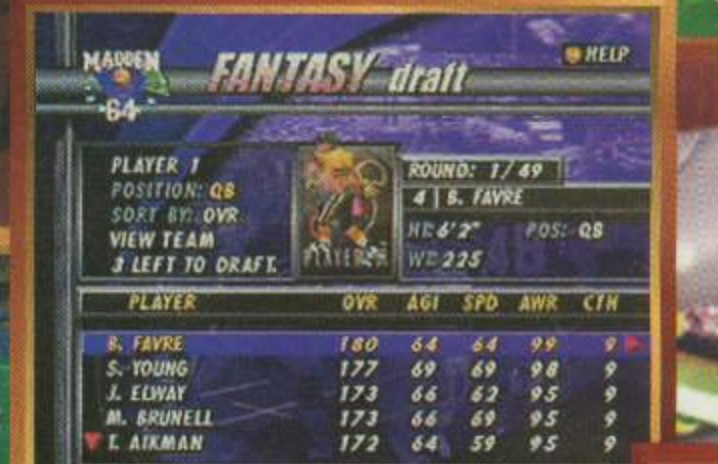 MADDEN
64
FANTASY draft
HELP
PLAYER 1
POSITION: QB
SORT BY: OVR
VIEW TEAM
3 LEFT TO DRAFT.
PLAYER
ROUND: 1/49
4 | B. FAVRE
HT: 6'2" POS: QB
WT: 225
PLAYER OVR AGI SPD AWR CTH
B. FAVRE 180 64 64 99 9
S. YOUNG 177 69 69 98 9
J. ELWAY 173 66 62 95 9
M. BRUNELL 173 66 69 95 9
T. AIKMAN 172 64 59 95 9